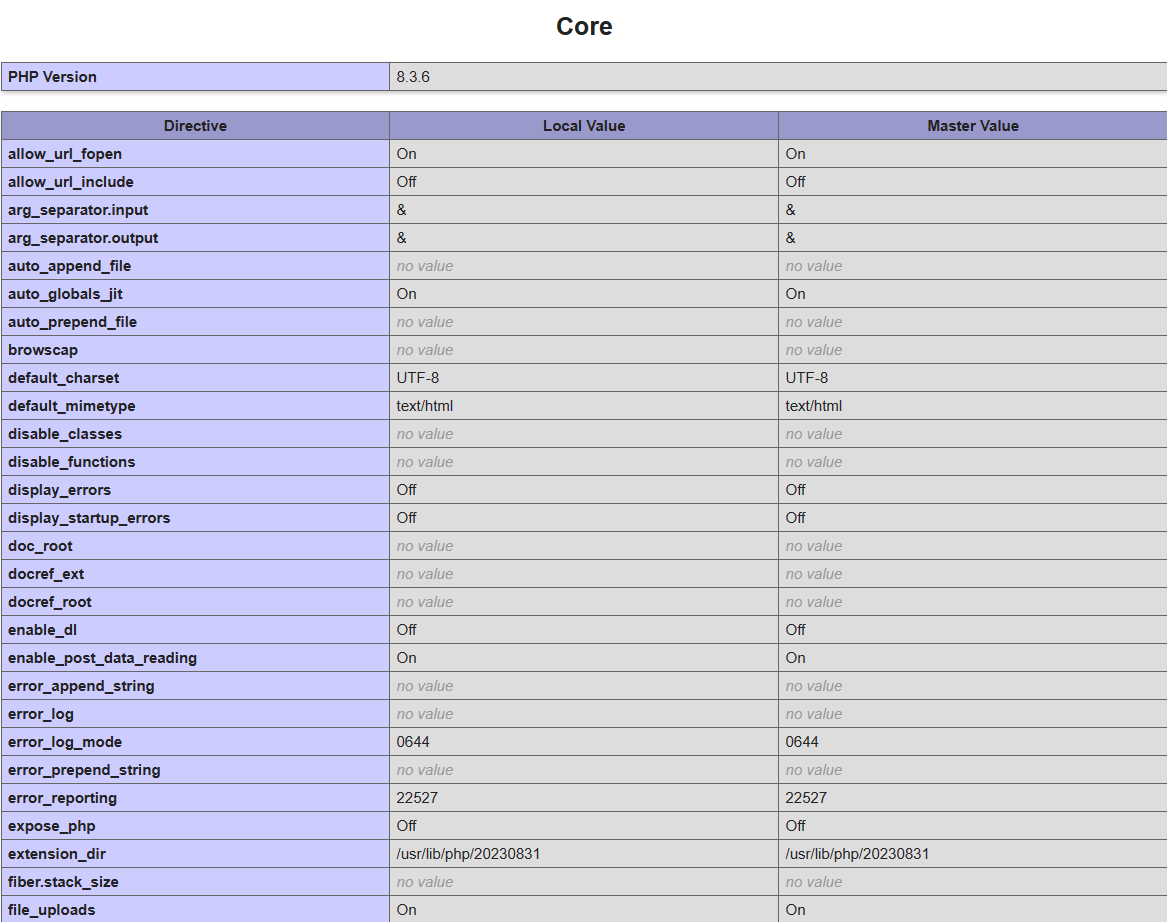 Core
PHP Version 8.3.6
Directive Local Value Master Value
allow_url_fopen On On
allow_url_include Off Off
arg_separator.input & &
arg_separator.output & &
auto_append_file no value no value
auto_globals_jit On On
auto_prepend_file no value no value
browscap no value no value
default_charset UTF-8 UTF-8
default_mimetype text/html text/html
disable_classes no value no value
disable_functions no value no value
display_errors Off Off
display_startup_errors Off Off
doc_root no value no value
docref_ext no value no value
docref_root no value no value
enable_dl Off Off
enable_post_data_reading On On
error_append_string no value no value
error_log no value no value
error_log_mode 0644 0644
error_prepend_string no value no value
error_reporting 22527 22527
expose_php Off Off
extension_dir /usr/lib/php/20230831 /usr/lib/php/20230831
fiber.stack_size no value no value
file_uploads On On